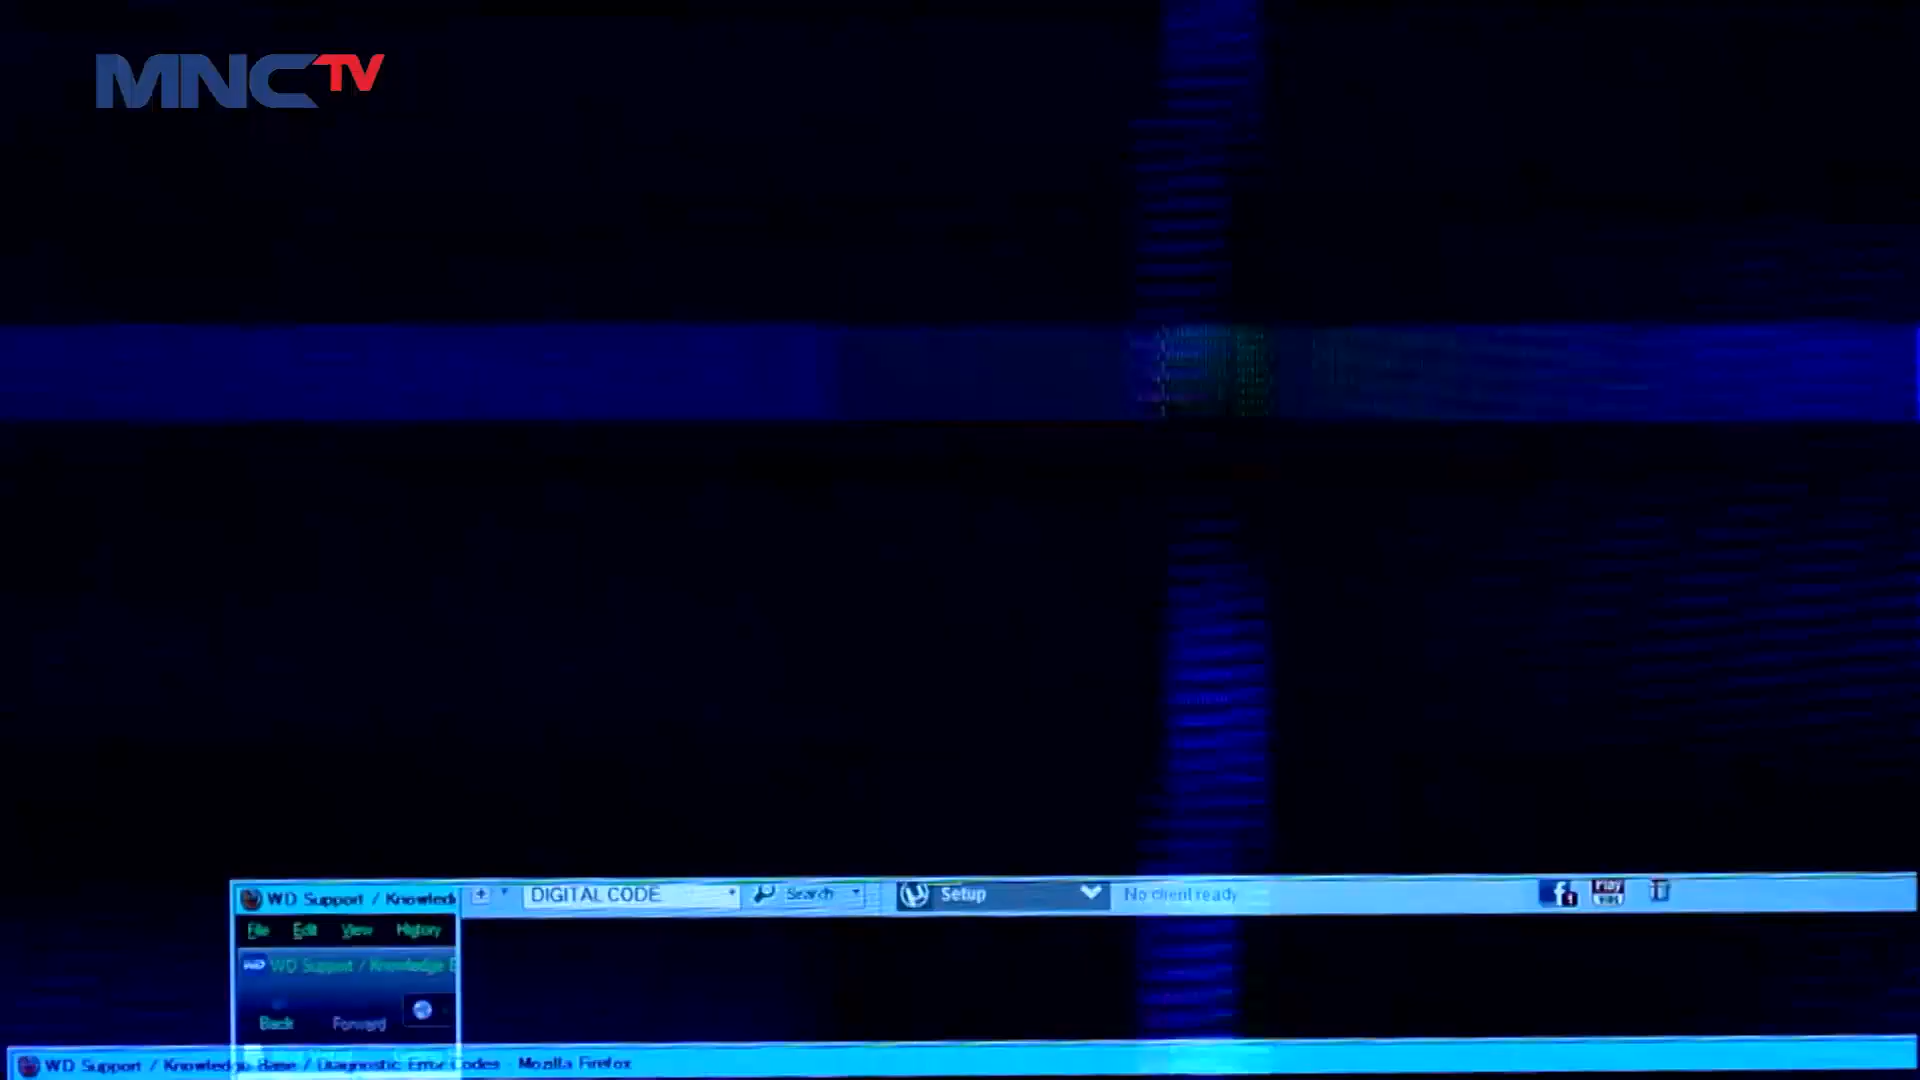 MNCTV
WD Support / Knowled
DIGITAL CODE
Search
Setup
No client ready
File Edit View History
WD Support / Knowledge B
Back Forward
WD Support / Knowledge Base / Diagnostic Error Codes - Mozilla Firefox